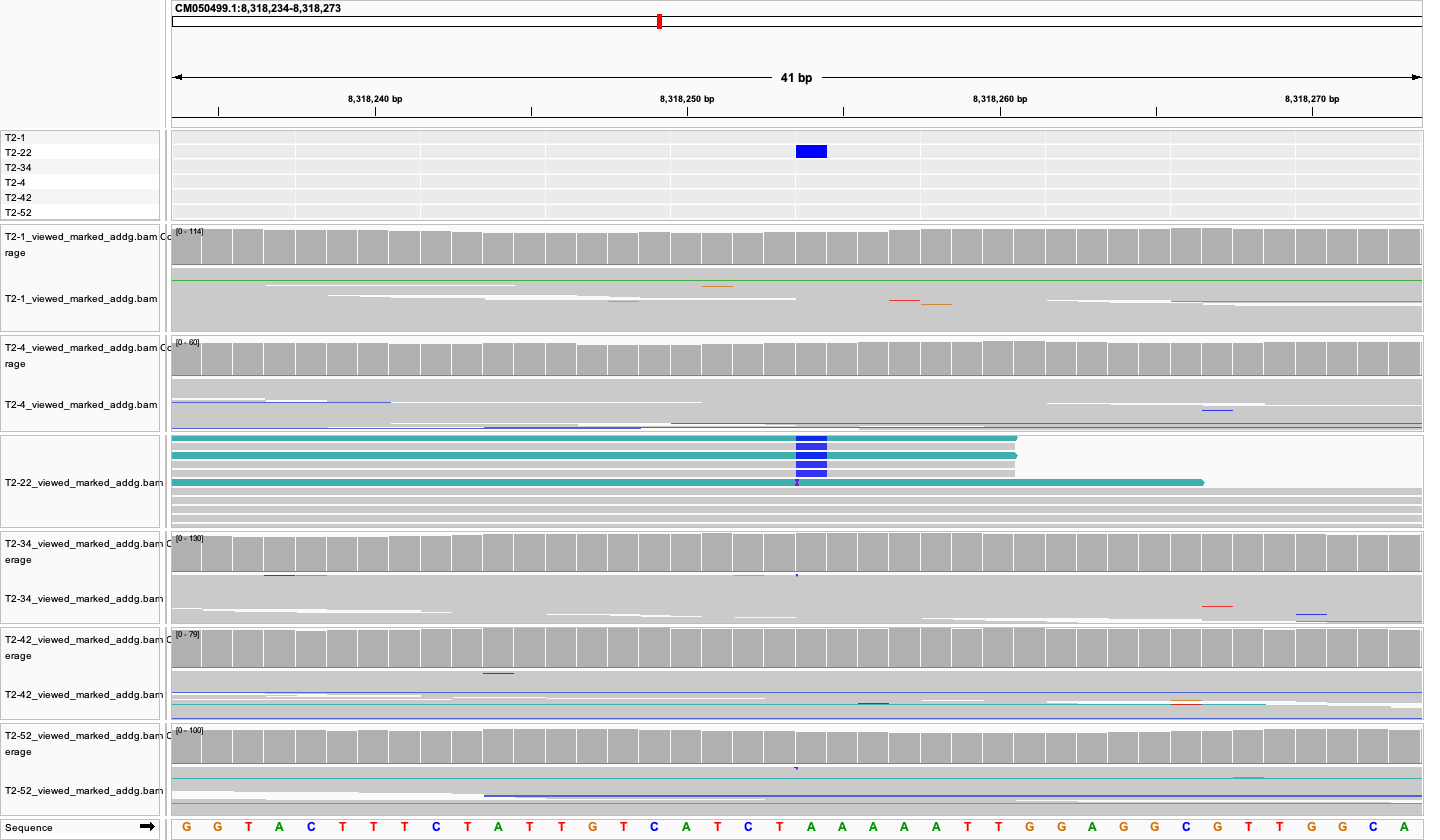 CM050499.1:8,318,234-8,318,273
41 bp
8,318,240 bp 8,318,250 bp 8,318,260 bp 8,318,270 bp
T2-1
T2-22
T2-34
T2-4
T2-42
T2-52
T2-1_viewed_marked_addg.bam Co
rage
[0 - 114]
T2-1_viewed_marked_addg.bam
T2-4_viewed_marked_addg.bam Co
rage
[0 - 60]
T2-4_viewed_marked_addg.bam
T2-22_viewed_marked_addg.bam
T2-34_viewed_marked_addg.bam C
erage
[0 - 130]
T2-34_viewed_marked_addg.bam
T2-42_viewed_marked_addg.bam C
erage
[0 - 79]
T2-42_viewed_marked_addg.bam
T2-52_viewed_marked_addg.bam C
erage
[0 - 100]
T2-52_viewed_marked_addg.bam
Sequence G G T A C T T T C T A T T G T C A T C T A A A A A T T G G A G G C G T T G G C A